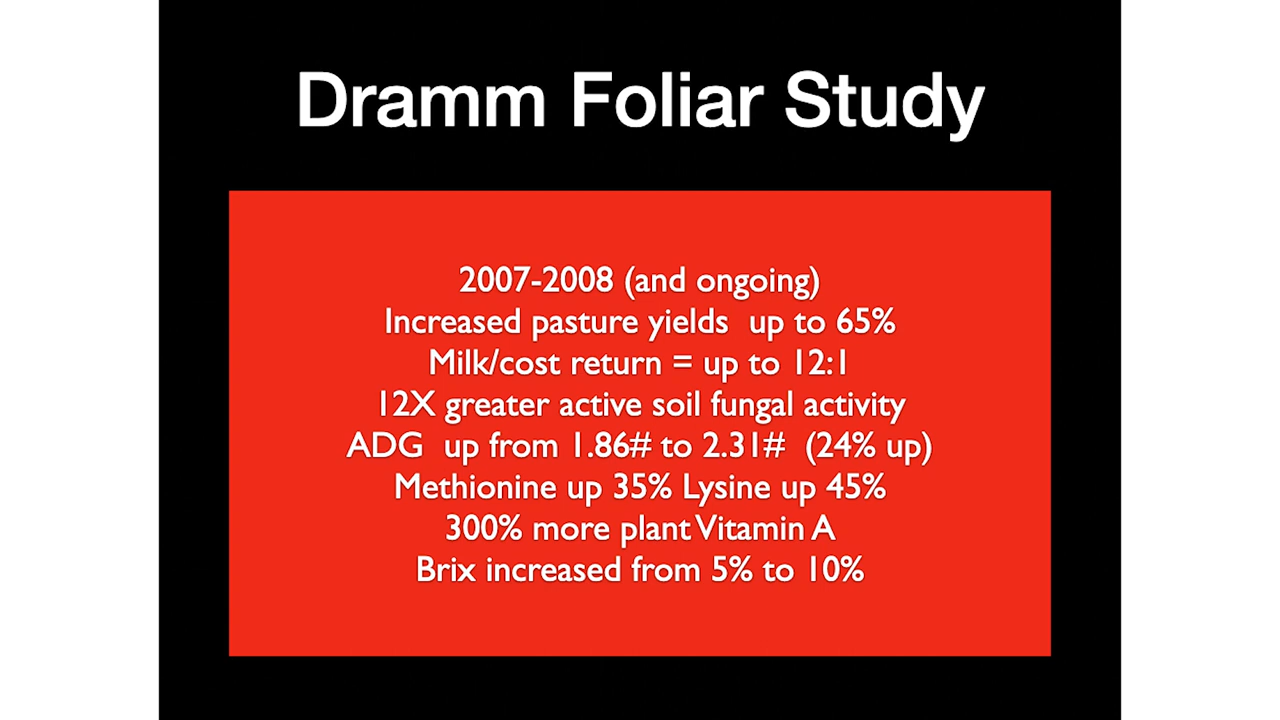 Dramm Foliar Study
2007-2008 (and ongoing)
Increased pasture yields up to 65%
Milk/cost return = up to 12:1
12X greater active soil fungal activity
ADG up from 1.86# to 2.31# (24% up)
Methionine up 35% Lysine up 45%
300% more plant Vitamin A
Brix increased from 5% to 10%